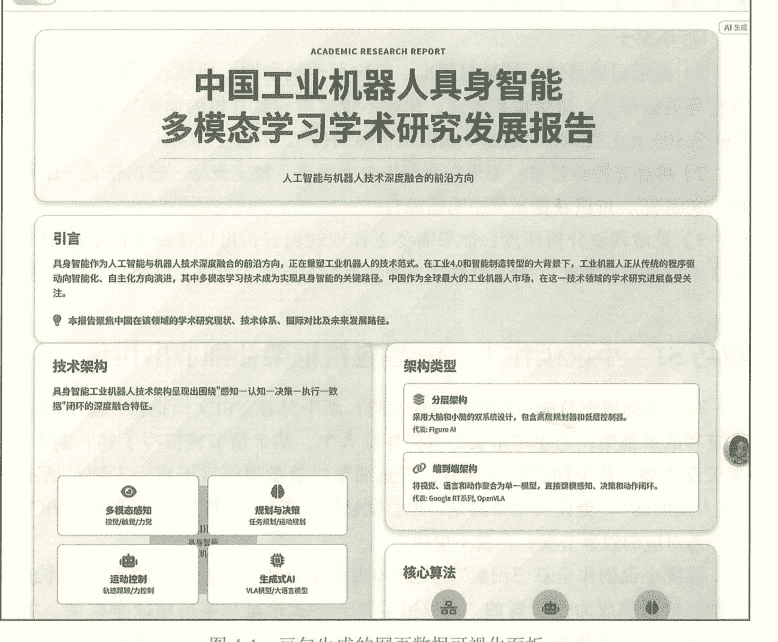 AI 生成
ACADEMIC RESEARCH REPORT
中国工业机器人具身智能
多模态学习学术研究发展报告
人工智能与机器人技术深度融合的前沿方向
引言
具身智能作为人工智能与机器人技术深度融合的前沿方向，正在重塑工业机器人的技术范式。在工业4.0和智能制造转型的大背景下，工业机器人正从传统的程序驱
动向智能化、自主化方向演进，其中多模态学习技术成为实现具身智能的关键路径。中国作为全球最大的工业机器人市场，在这一技术领域的学术研究进展备受关
注。
本报告聚焦中国在该领域的学术研究现状、技术体系、国际对比及未来发展路径。
技术架构
具身智能工业机器人技术架构呈现出围绕"感知—认知—决策—执行—数
据"闭环的深度融合特征。
多模态感知
视觉/触觉/力觉
规划与决策
任务规划/运动规划
具身智能
机
运动控制
轨迹跟踪/力控制
生成式AI
VLA模型/大语言模型
架构类型
分层架构
采用大脑和小脑的双系统设计，包含高层规划器和低层控制器。
代表: Figure AI
端到端架构
将视觉、语言和动作整合为单一模型，直接建模感知、决策和动作闭环。
代表: Google RT系列, OpenVLA
核心算法